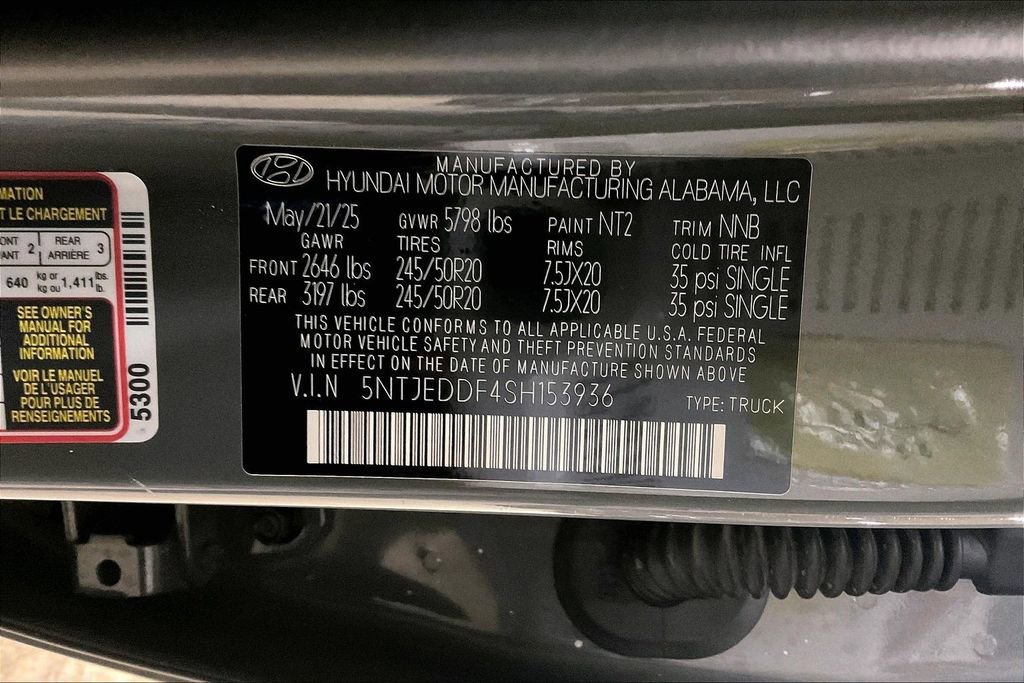 MANUFACTURED BY
HYUNDAI MOTOR MANUFACTURING ALABAMA, LLC
May/21/25 GVWR 5798 lbs PAINT NT2 TRIM NNB
GAWR TIRES RIMS COLD TIRE INFL
FRONT 2646 lbs 245/50R20 7.5JX20 35 psi SINGLE
REAR 3197 lbs 245/50R20 7.5JX20 35 psi SINGLE
THIS VEHICLE CONFORMS TO ALL APPLICABLE U.S.A. FEDERAL
MOTOR VEHICLE SAFETY AND THEFT PREVENTION STANDARDS
IN EFFECT ON THE DATE OF MANUFACTURE SHOWN ABOVE
V.I.N 5NTJEDDF4SH153936 TYPE: TRUCK
MATION
T LE CHARGEMENT
ONT 2 REAR 3
ANT ARRIÈRE
640 kg or 1,411 lbs.
kg ou lb.
SEE OWNER'S
MANUAL FOR
ADDITIONAL
INFORMATION
VOIR LE MANUEL
DE L'USAGER
POUR PLUS DE
RENSEIGNEMENTS
5300